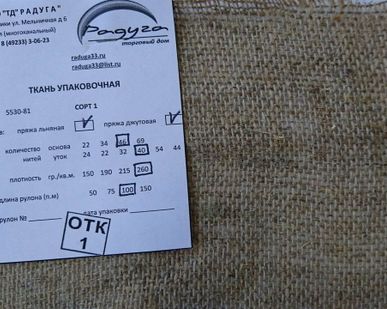 О "ТД "Р А Д У Г А"
ики ул. Мельничная д 6
л (многоканальный)
8 (49233) 3-06-23
Радуга
торговый дом
raduga33.ru
raduga33@list.ru
ТКАНЬ УПАКОВОЧНАЯ
5530-81 СОРТ 1
в: пряжа льняная V пряжа джутовая V
количество основа 22 34 46 69
нитей уток 24 22 32 40 54 44
плотность гр./кв.м. 150 190 215 260
длина рулона (п.м) 50 75 100 150
рулон № дата упаковки
ОТК
1